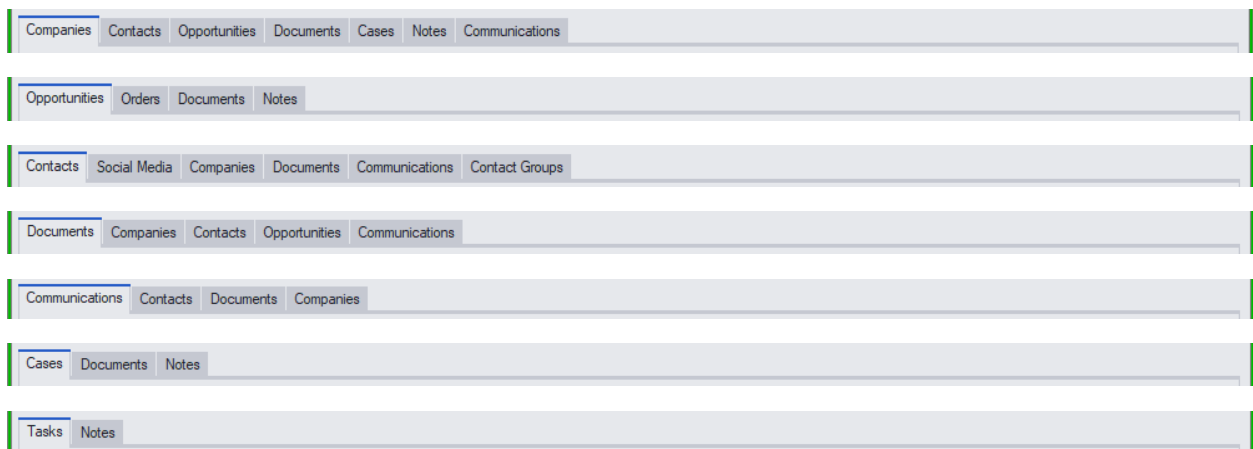 Companies Contacts Opportunities Documents Cases Notes Communications
Opportunities Orders Documents Notes
Contacts Social Media Companies Documents Communications Contact Groups
Documents Companies Contacts Opportunities Communications
Communications Contacts Documents Companies
Cases Documents Notes
Tasks Notes